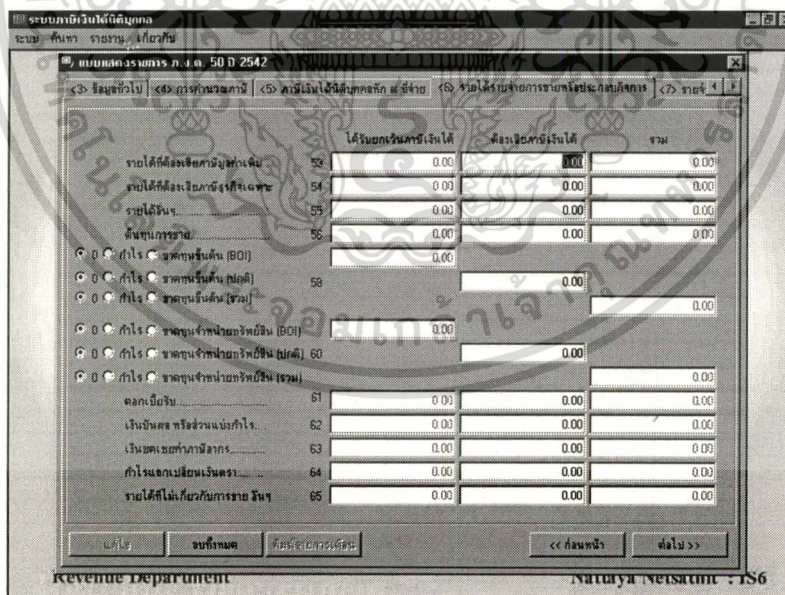 ระบบภาษีเงินได้นิติบุคคล
ระบบ ค้นหา รายงาน เกี่ยวกับ
แบบแสดงรายการ ภ.ง.ด. 50 ปี 2542
<3> ข้อมูลทั่วไป <4> การคำนวณภาษี <5> ภาษีเงินได้นิติบุคคลหัก ณ ที่จ่าย <6> รายได้รายจ่ายการขายหรือประกอบกิจการ <7>
ได้รับยกเว้นภาษีเงินได้ ต้องเสียภาษีเงินได้ รวม
รายได้ที่ต้องเสียภาษีมูลค่าเพิ่ม 53 0.00 0.00 0.00
รายได้ที่ต้องเสียภาษีธุรกิจเฉพาะ 54 0.00 0.00 0.00
รายได้อื่นๆ.............. 55 0.00 0.00 0.00
ต้นทุนการขาย.............. 56 0.00 0.00 0.00
0 กำไร ขาดทุนขั้นต้น (BOI) 0.00
0 กำไร ขาดทุนขั้นต้น (ปกติ) 58 0.00
0 กำไร ขาดทุนขั้นต้น (รวม) 0.00
0 กำไร ขาดทุนจำหน่ายทรัพย์สิน (BOI) 0.00
0 กำไร ขาดทุนจำหน่ายทรัพย์สิน (ปกติ) 60 0.00
0 กำไร ขาดทุนจำหน่ายทรัพย์สิน (รวม) 0.00
ดอกเบี้ยรับ.............. 61 0.00 0.00 0.00
เงินปันผล หรือส่วนแบ่งกำไร.. 62 0.00 0.00 0.00
เงินชดเชยค่าภาษีอากร....... 63 0.00 0.00 0.00
กำไรแลกเปลี่ยนเงินตรา...... 64 0.00 0.00 0.00
รายได้ที่ไม่เกี่ยวกับการขาย อื่นๆ 65 0.00 0.00 0.00
แก้ไข จบทั้งหมด << ก่อนหน้า ต่อไป >>
Revenue Department Nattaya Netsathit : IS6